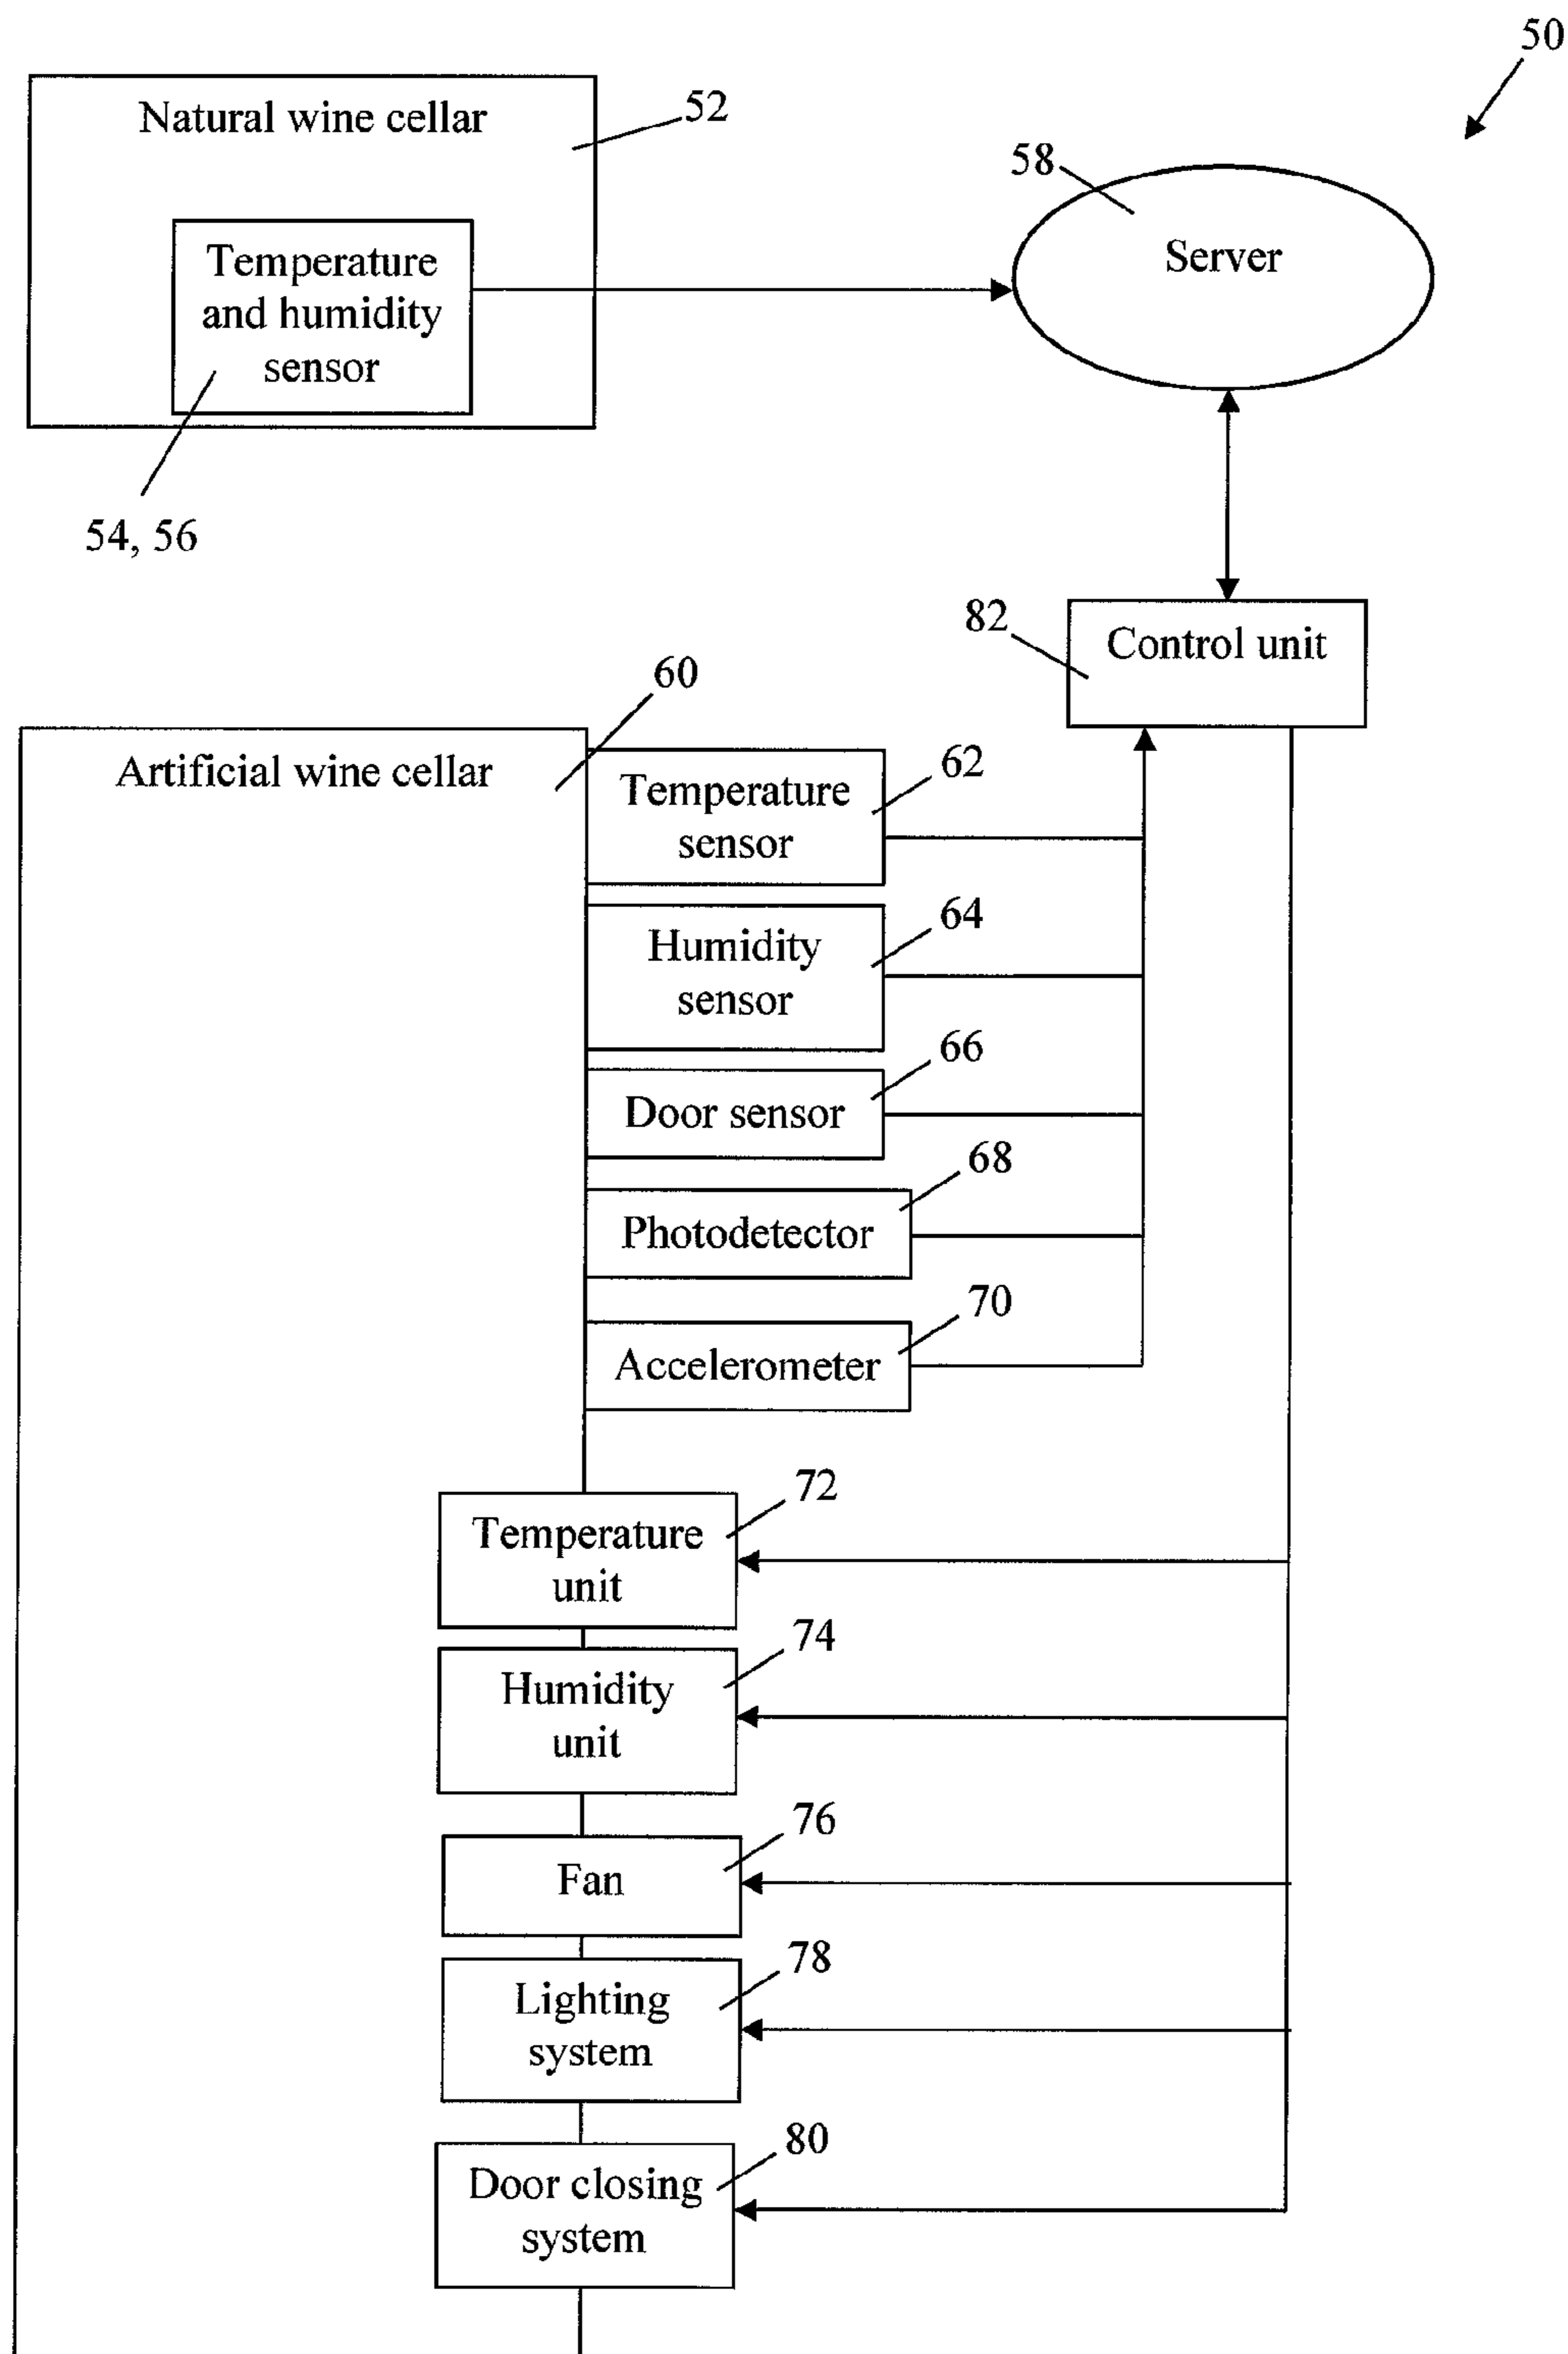 50
Natural wine cellar
52
58
Server
Temperature
and humidity
sensor
54, 56
82
Control unit
60
Artificial wine cellar
62
Temperature
sensor
64
Humidity
sensor
66
Door sensor
68
Photodetector
70
Accelerometer
72
Temperature
unit
74
Humidity
unit
76
Fan
78
Lighting
system
80
Door closing
system